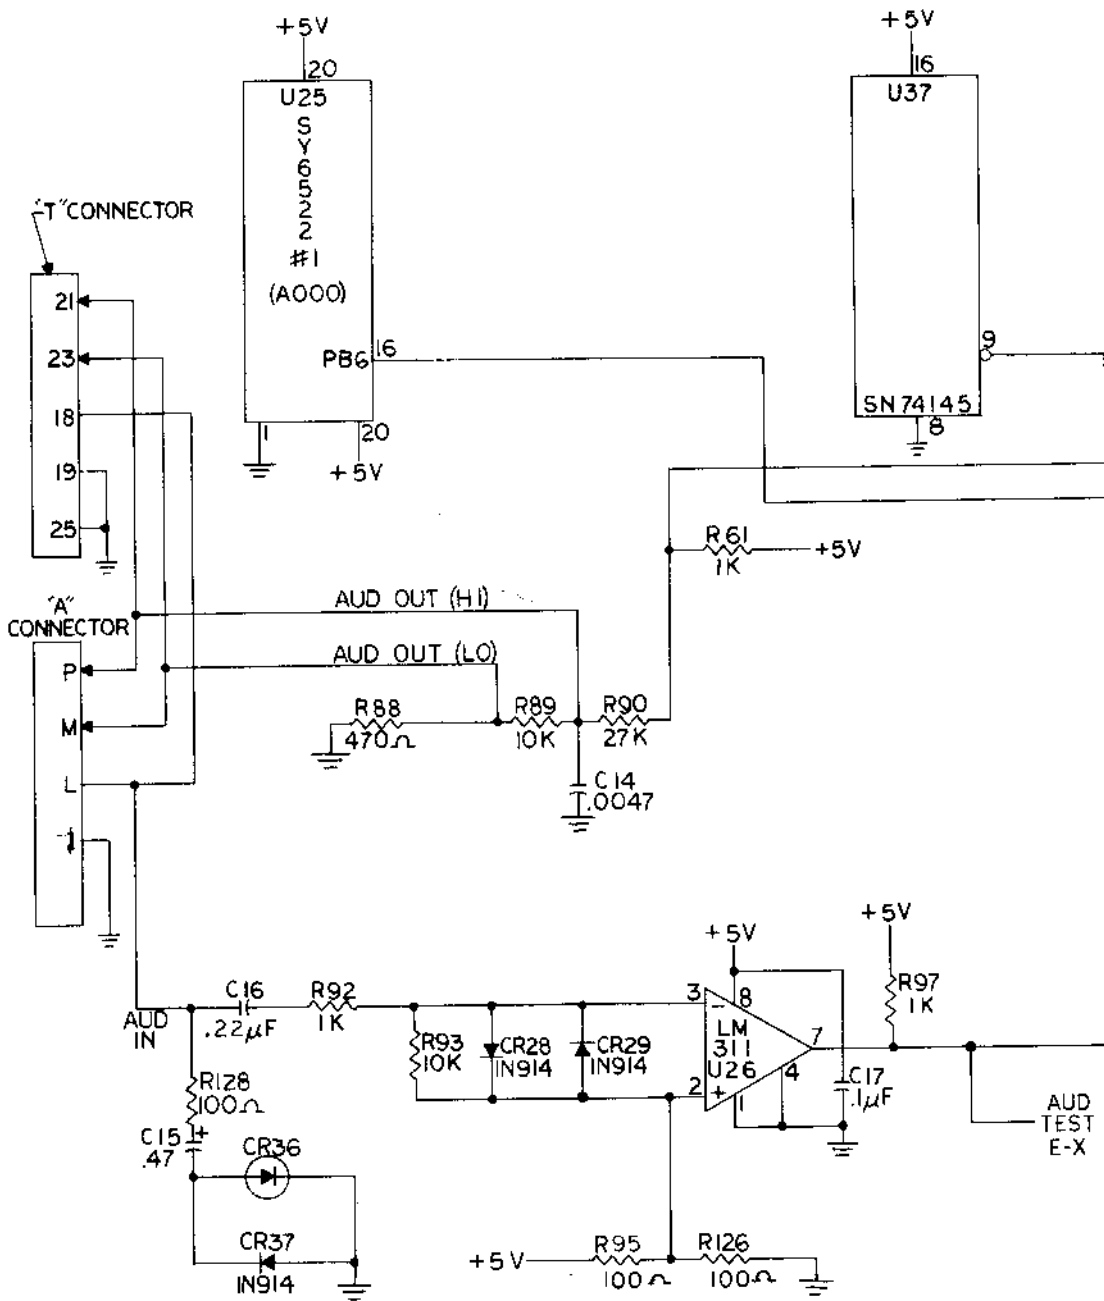 +5V
20
U25
S
Y
6
5
2
2
#1
(A000)
PB6
16
1
20
+5V
+5V
16
U37
9
SN74145
8
"T" CONNECTOR
21
23
18
19
25
"A"
CONNECTOR
P
M
L
1
R61
1K
+5V
AUD OUT (HI)
AUD OUT (LO)
R88
470Ω
R89
10K
R90
27K
C14
.0047
AUD
IN
C16
.22μF
R92
1K
R93
10K
CR28
IN914
CR29
IN914
+5V
3
−
8
LM
311
U26
2
+
1
4
7
C17
.1μF
+5V
R97
1K
AUD
TEST
E-X
R128
100Ω
C15
+
.47
CR36
CR37
IN914
+5V
R95
100Ω
R126
100Ω